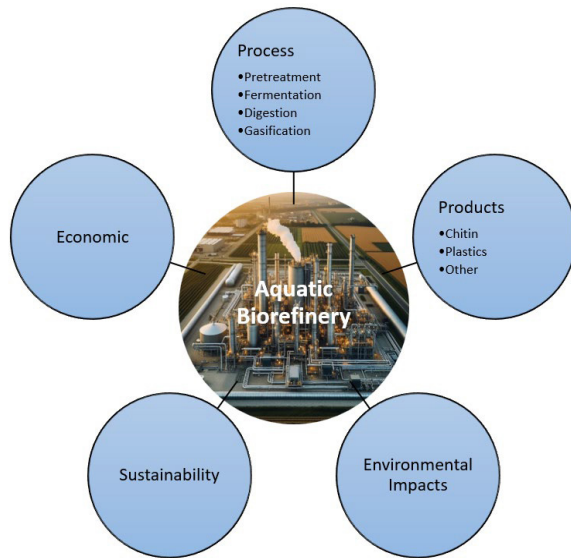 Process
•Pretreatment
•Fermentation
•Digestion
•Gasification
Economic
Products
•Chitin
•Plastics
•Other
Aquatic
Biorefinery
Sustainability
Environmental
Impacts